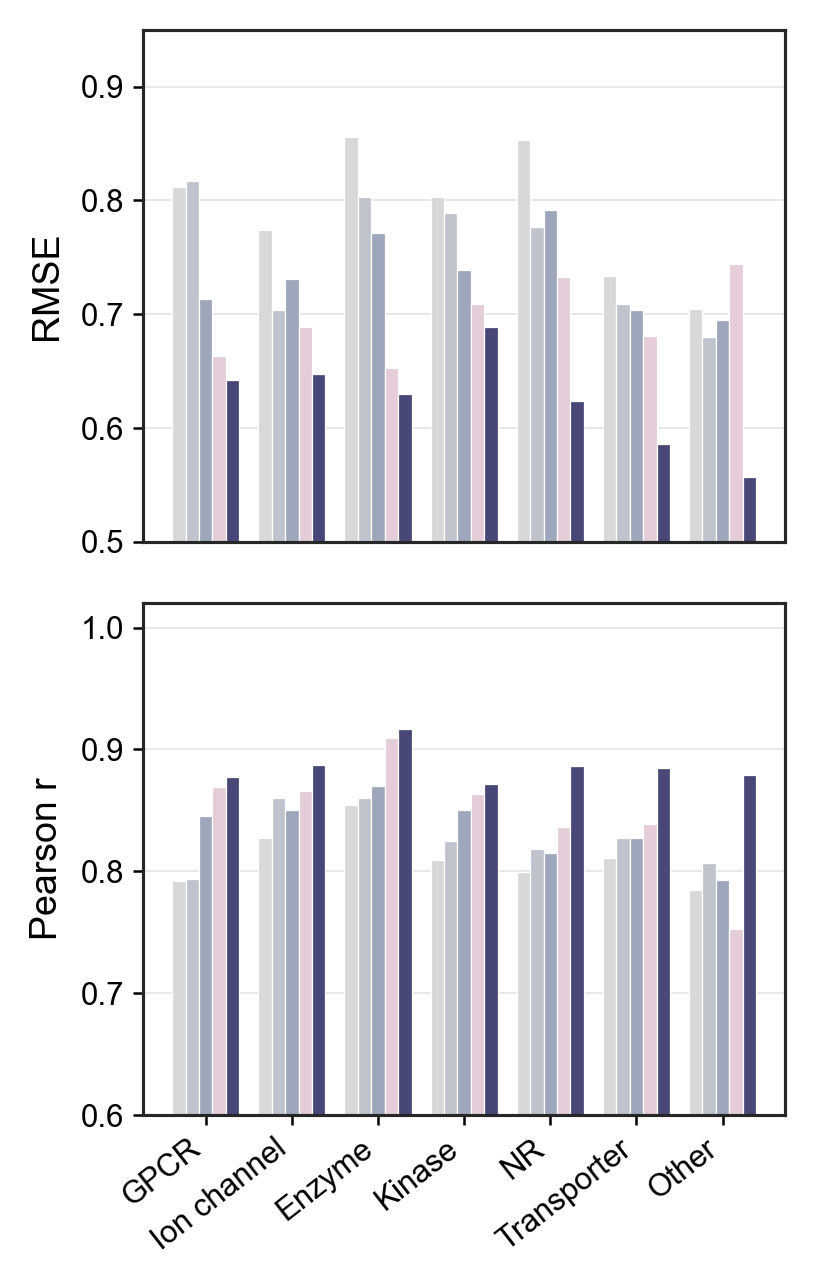 RMSE
0.9
0.8
0.7
0.6
0.5
Pearson r
1.0
0.9
0.8
0.7
0.6
GPCR
Ion channel
Enzyme
Kinase
NR
Transporter
Other